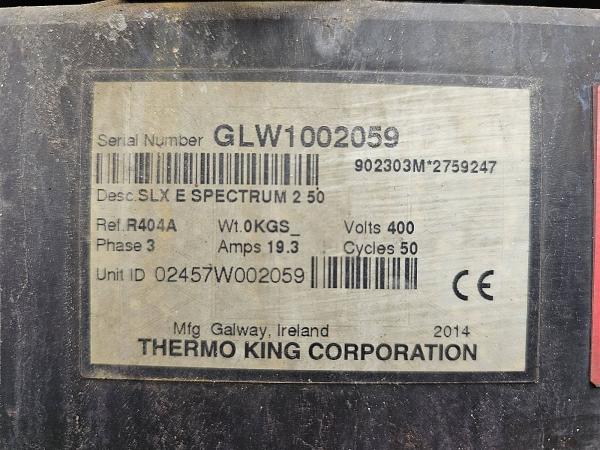 Serial Number GLW1002059
902303M*2759247
Desc.SLX E SPECTRUM 2 50
Ref.R404A Wt.0KGS_ Volts 400
Phase 3 Amps 19.3 Cycles 50
Unit ID 02457W002059
CE
Mfg Galway, Ireland 2014
THERMO KING CORPORATION